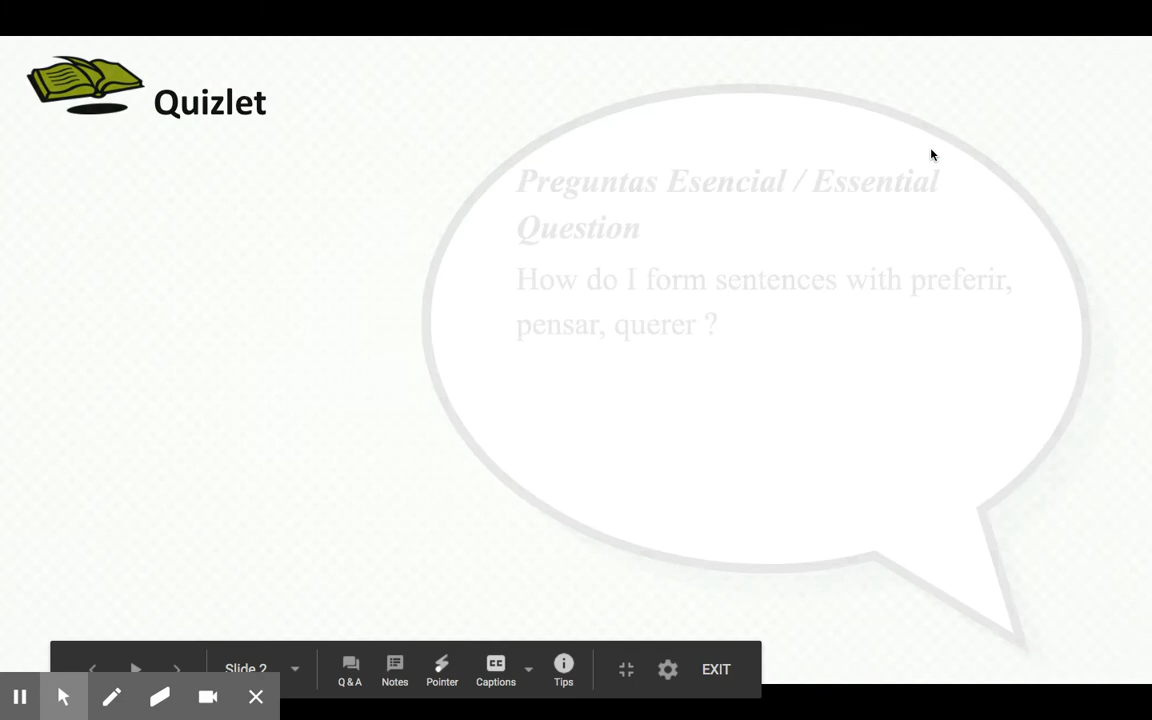 Quizlet
Preguntas Esencial / Essential
Question
How do I form sentences with preferir,
pensar, querer ?
Slide 2
Q & A
Notes
Pointer
CC
Captions
Tips
EXIT